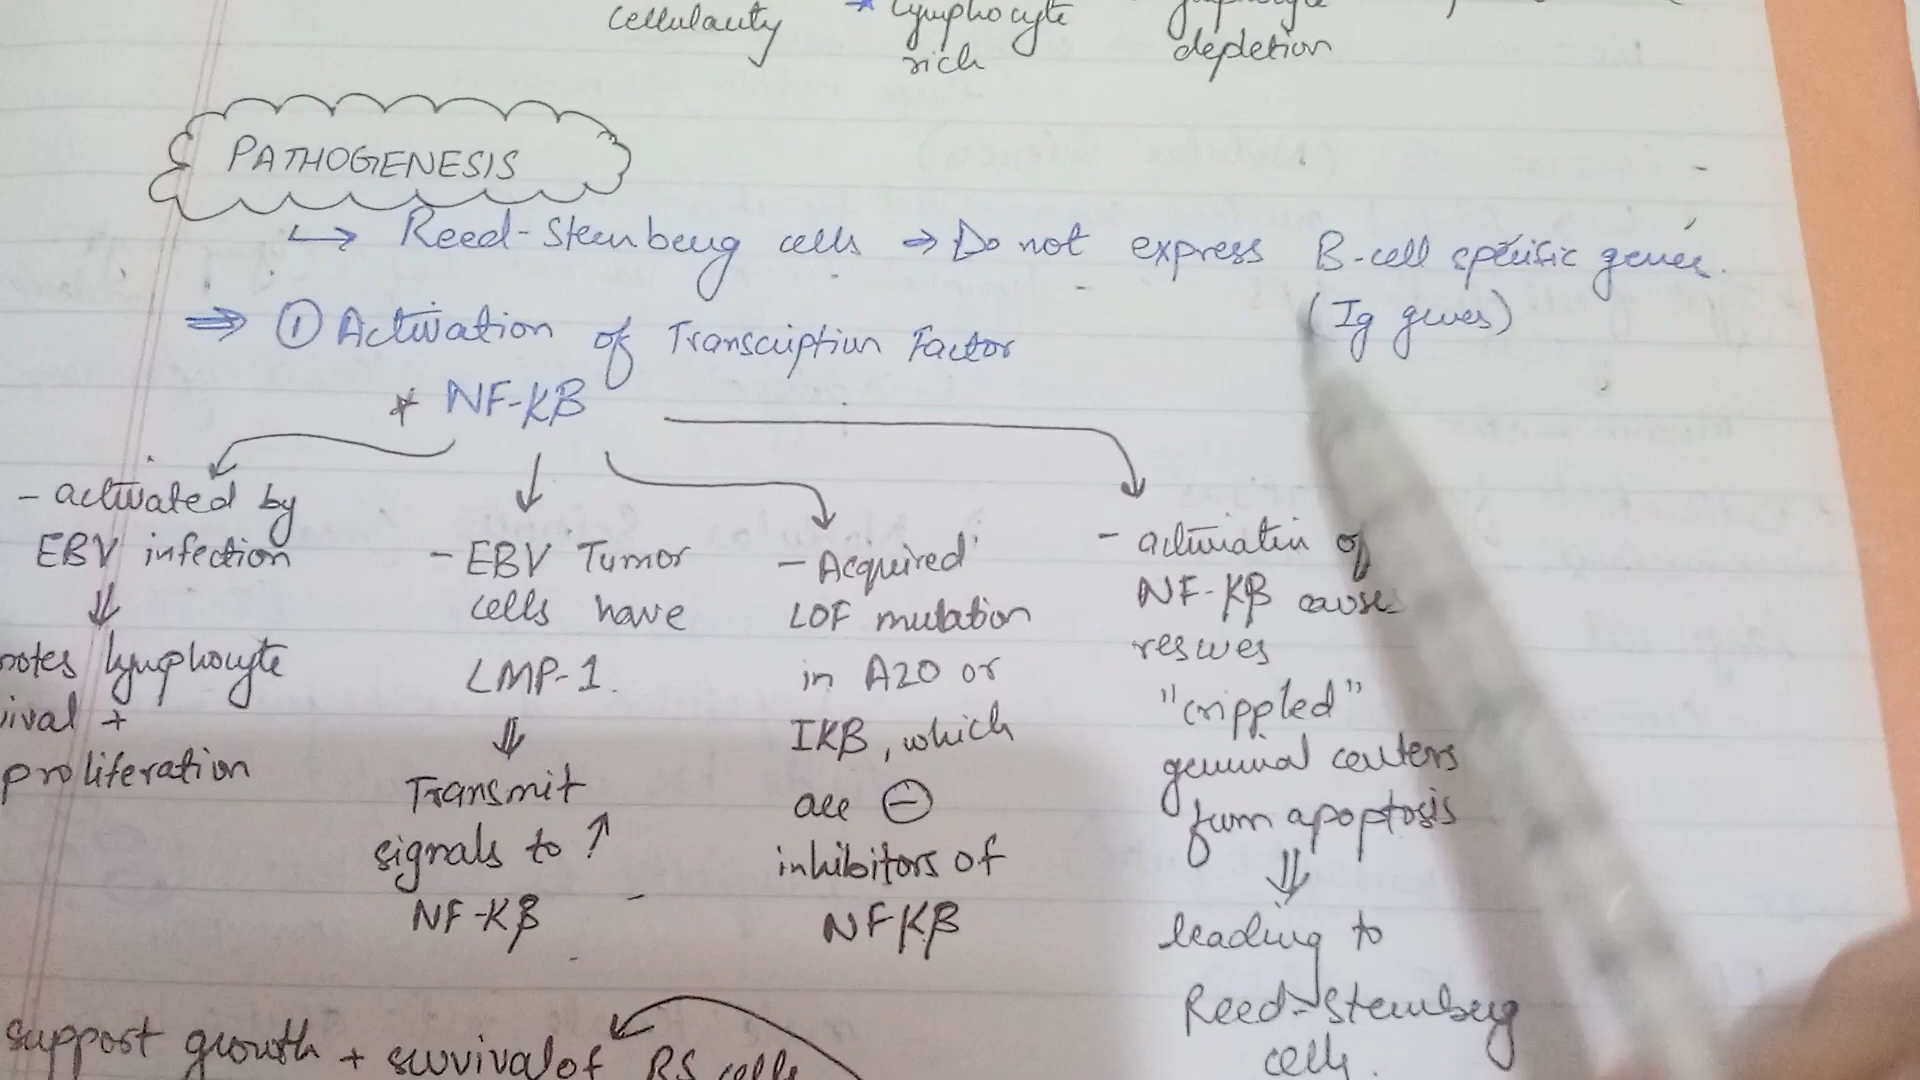 cellularity
lymphocyte
rich
depletion
PATHOGENESIS
↳ Reed-Sternberg cells ⇒ Do not express B-cell specific genes.
(Ig genes)
⇒ ① Activation of Transcription Factor
* NF-KB
- activated by
EBV infection
⇓
notes lymphocyte
ival +
proliferation
- EBV Tumor
cells have
LMP-1.
⇓
Transmit
signals to ↑
NF-KB
- Acquired
LOF mutation
in A20 or
IKB, which
are ⊖
inhibitors of
NFKB
- activation of
NF-KB cause
rescues
"crippled"
germinal centers
from apoptosis
⇓
leading to
Reed-Sternberg
cells.
support growth + survival of RS cells